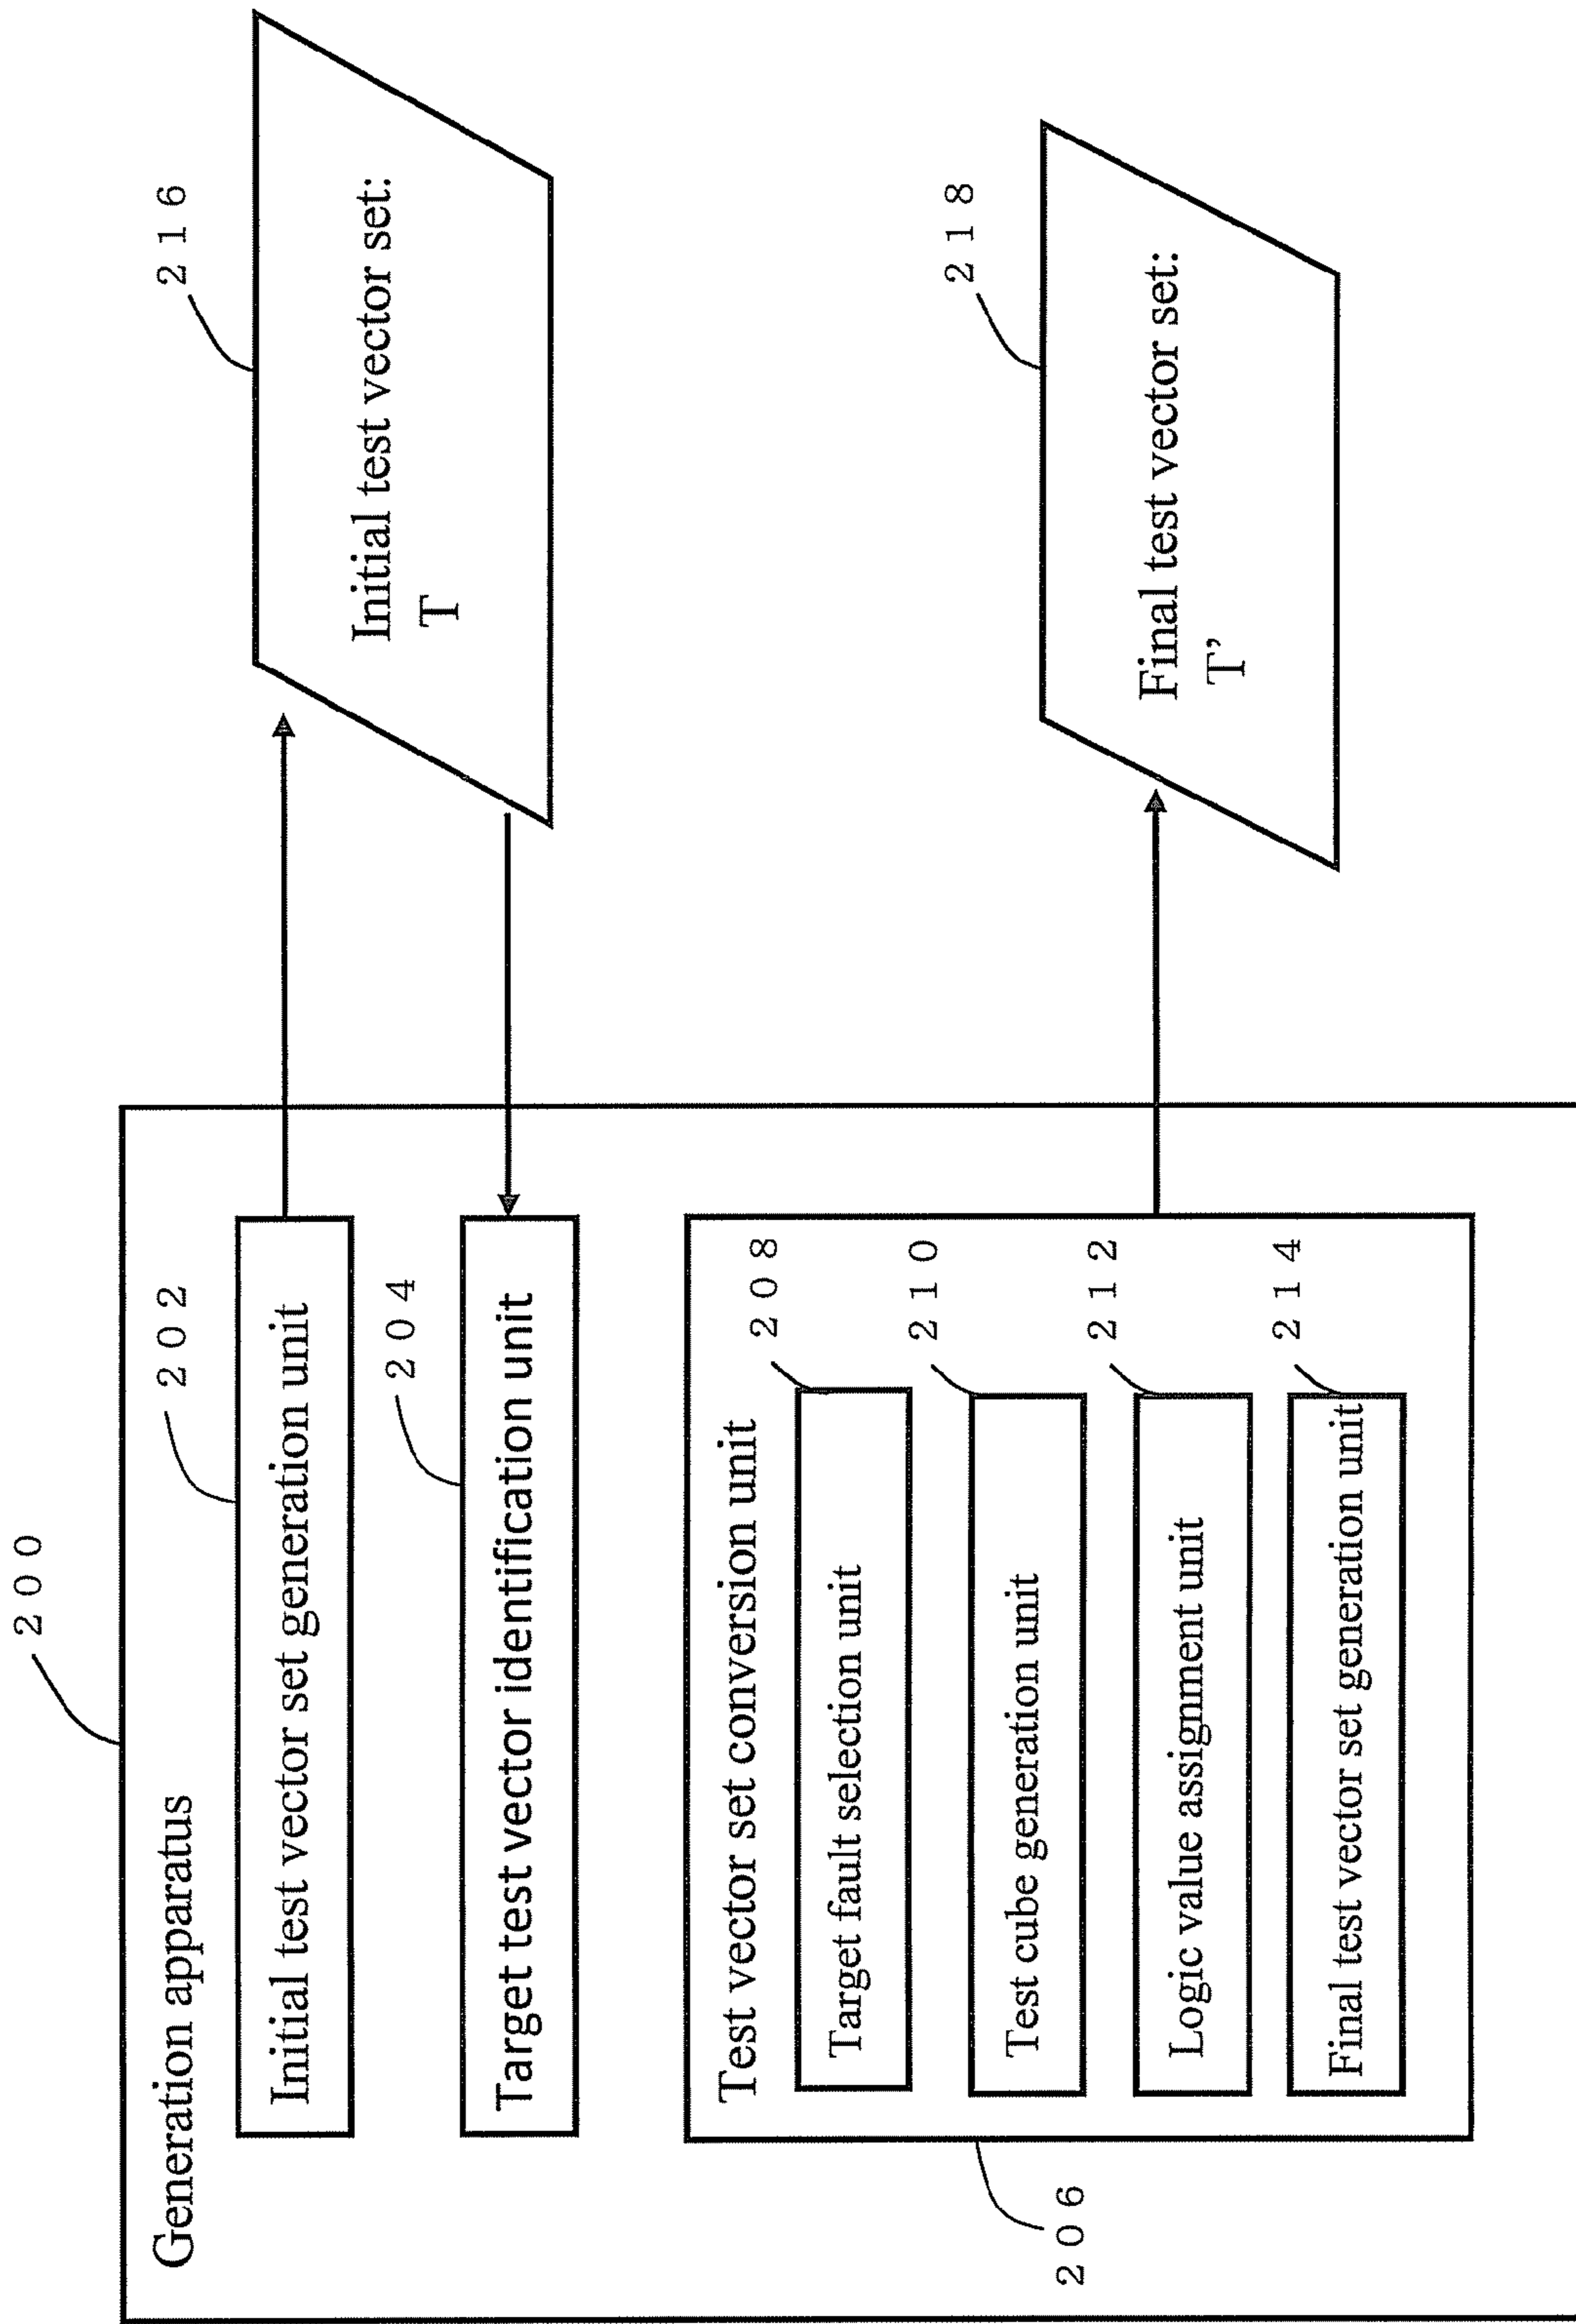 ２００
Generation apparatus
２０２
Initial test vector set generation unit
２０４
Target test vector identification unit
２０６
Test vector set conversion unit
２０８
Target fault selection unit
２１０
Test cube generation unit
２１２
Logic value assignment unit
２１４
Final test vector set generation unit
２１６
Initial test vector set:
T
２１８
Final test vector set:
T’